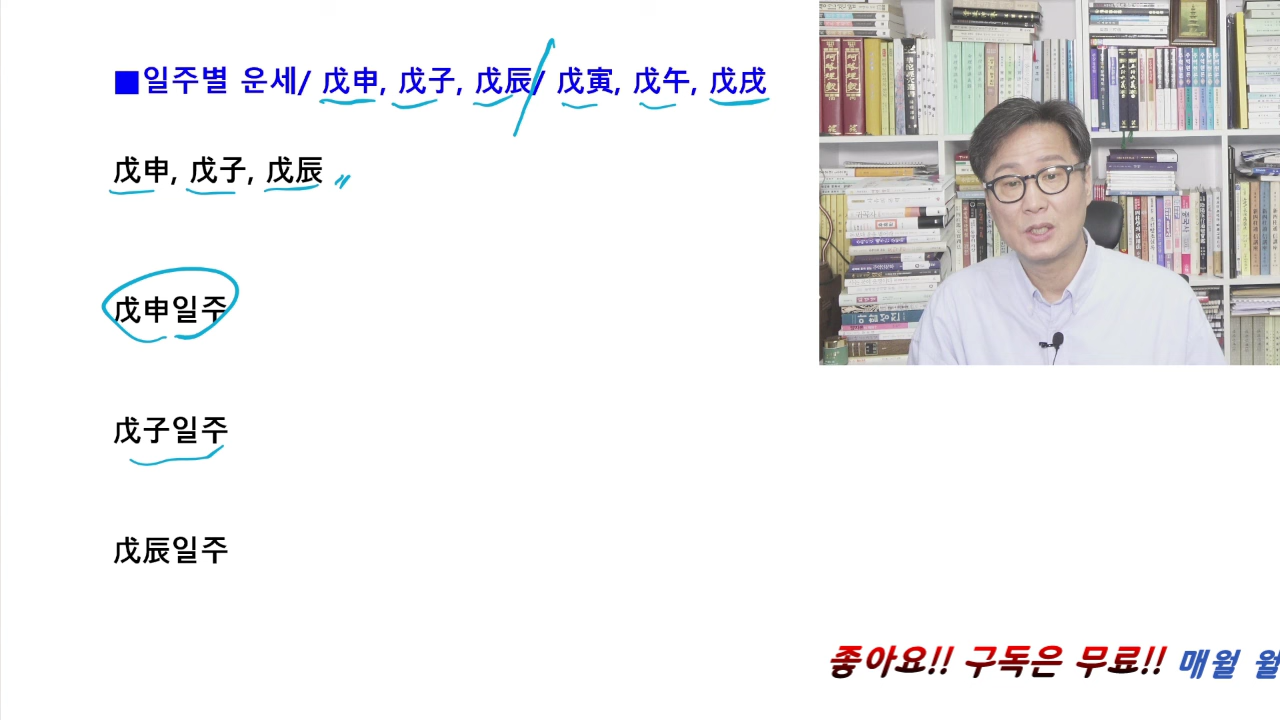 ■일주별 운세/ 戊申, 戊子, 戊辰/ 戊寅, 戊午, 戊戌
戊申, 戊子, 戊辰
戊申일주
戊子일주
戊辰일주
좋아요!! 구독은 무료!! 매월 월